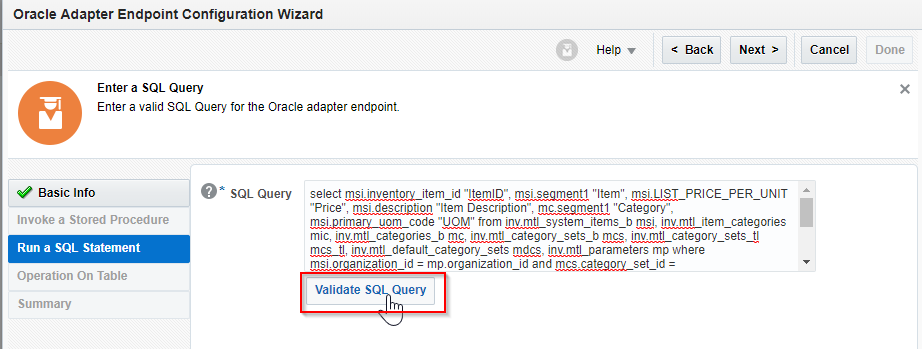 Oracle Adapter Endpoint Configuration Wizard
Help
< Back
Next >
Cancel
Done
Enter a SQL Query
Enter a valid SQL Query for the Oracle adapter endpoint.
Basic Info
Invoke a Stored Procedure
Run a SQL Statement
Operation On Table
Summary
? * SQL Query
select msi.inventory_item_id "ItemID", msi.segment1 "Item", msi.LIST_PRICE_PER_UNIT
"Price", msi.description "Item Description", mc.segment1 "Category",
msi.primary_uom_code "UOM" from inv.mtl_system_items_b msi, inv.mtl_item_categories
mic, inv.mtl_categories_b mc, inv.mtl_category_sets_b mcs, inv.mtl_category_sets_tl
mcs_tl, inv.mtl_default_category_sets mdcs, inv.mtl_parameters mp where
msi.organization_id = mp.organization_id and mcs.category_set_id =
Validate SQL Query